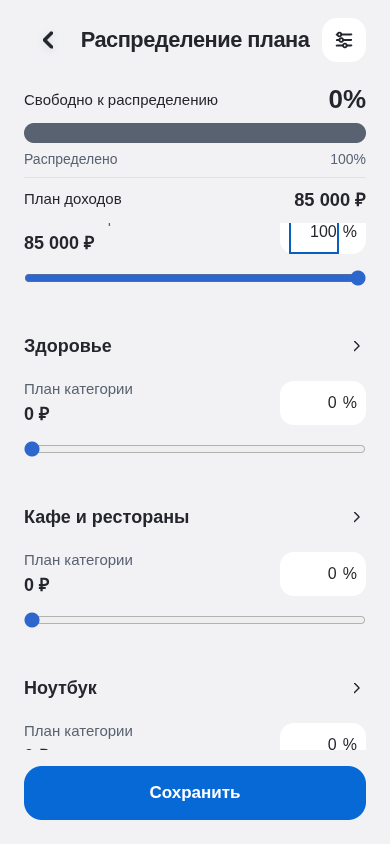 Распределение плана
Свободно к распределению 0%
Распределено 100%
План доходов 85 000 ₽
85 000 ₽ 100 %
Здоровье
План категории
0 ₽ 0 %
Кафе и рестораны
План категории
0 ₽ 0 %
Ноутбук
План категории
0 %
Сохранить